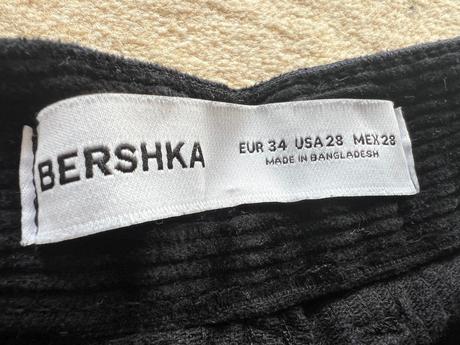 BERSHKA
EUR 34 USA 28 MEX 28
MADE IN BANGLADESH